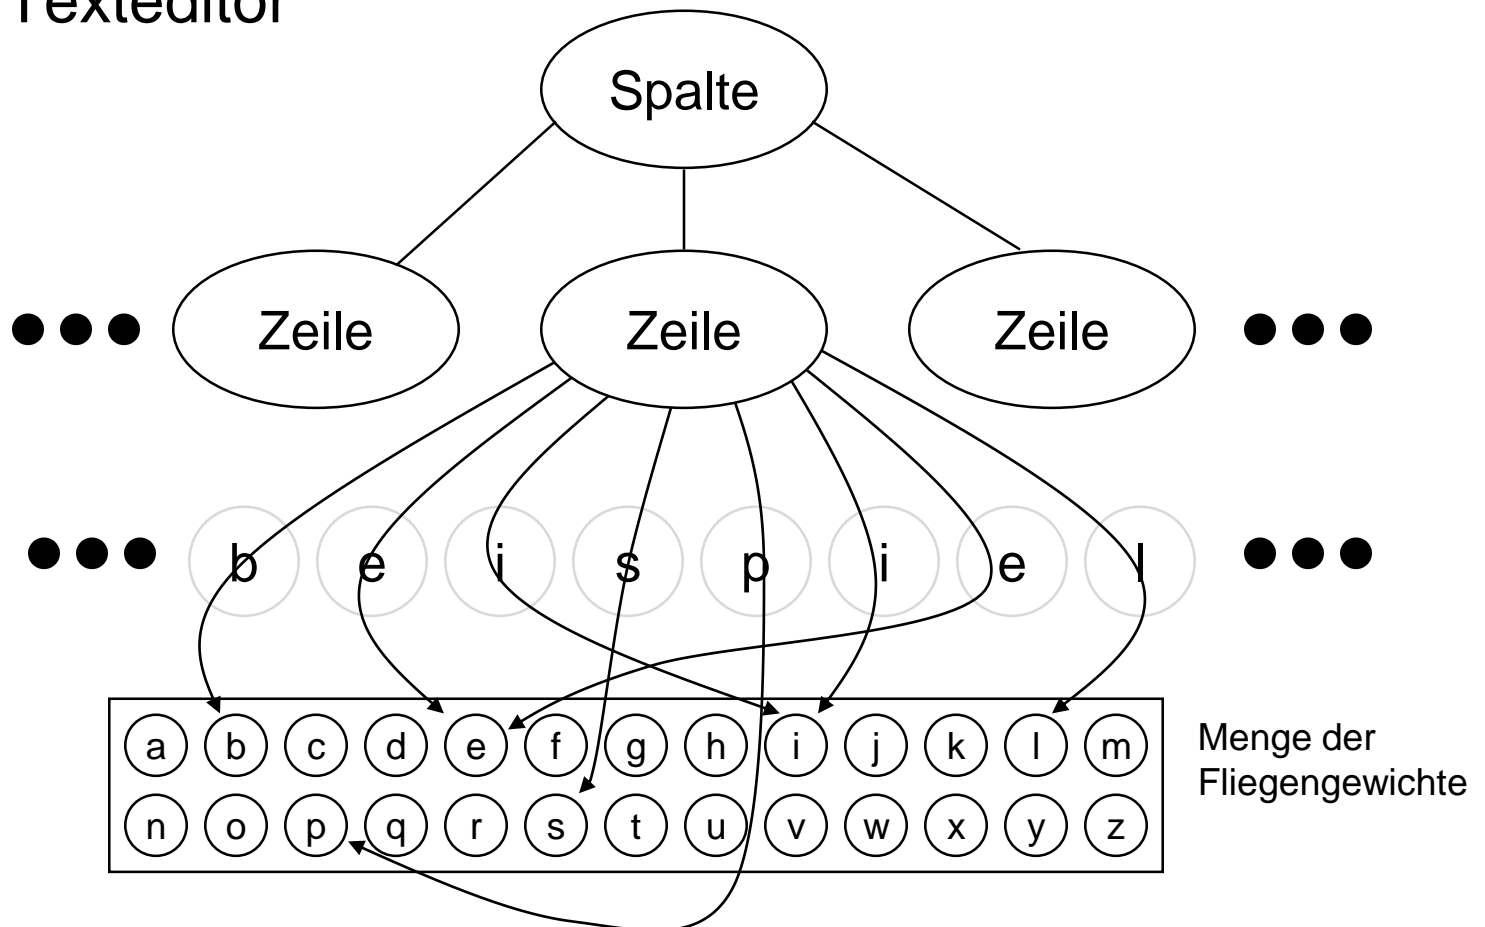 Texteditor
Spalte
Zeile Zeile Zeile
b e i s p i e l
a b c d e f g h i j k l m
n o p q r s t u v w x y z
Menge der
Fliegengewichte